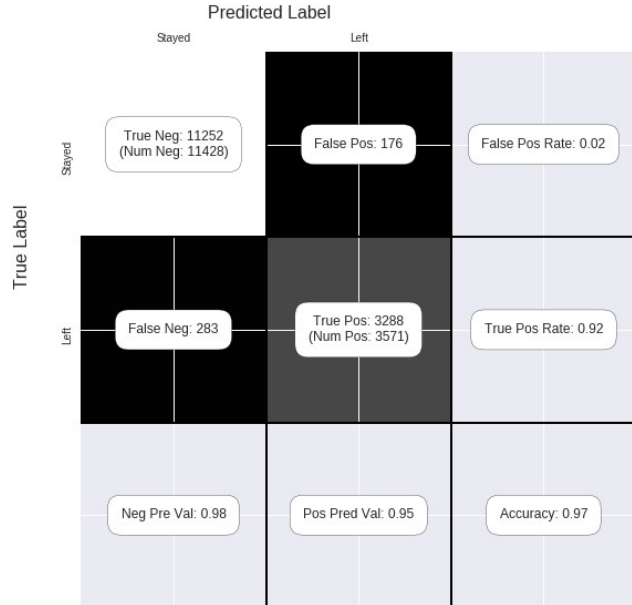 Predicted Label
Stayed
Left
True Label
Stayed
True Neg: 11252
(Num Neg: 11428)
False Pos: 176
False Pos Rate: 0.02
Left
False Neg: 283
True Pos: 3288
(Num Pos: 3571)
True Pos Rate: 0.92
Neg Pre Val: 0.98
Pos Pred Val: 0.95
Accuracy: 0.97